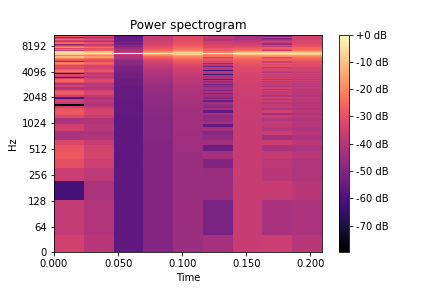 Power spectrogram
Hz
8192
4096
2048
1024
512
256
128
64
0
0.000 0.050 0.100 0.150 0.200
Time
+0 dB
-10 dB
-20 dB
-30 dB
-40 dB
-50 dB
-60 dB
-70 dB